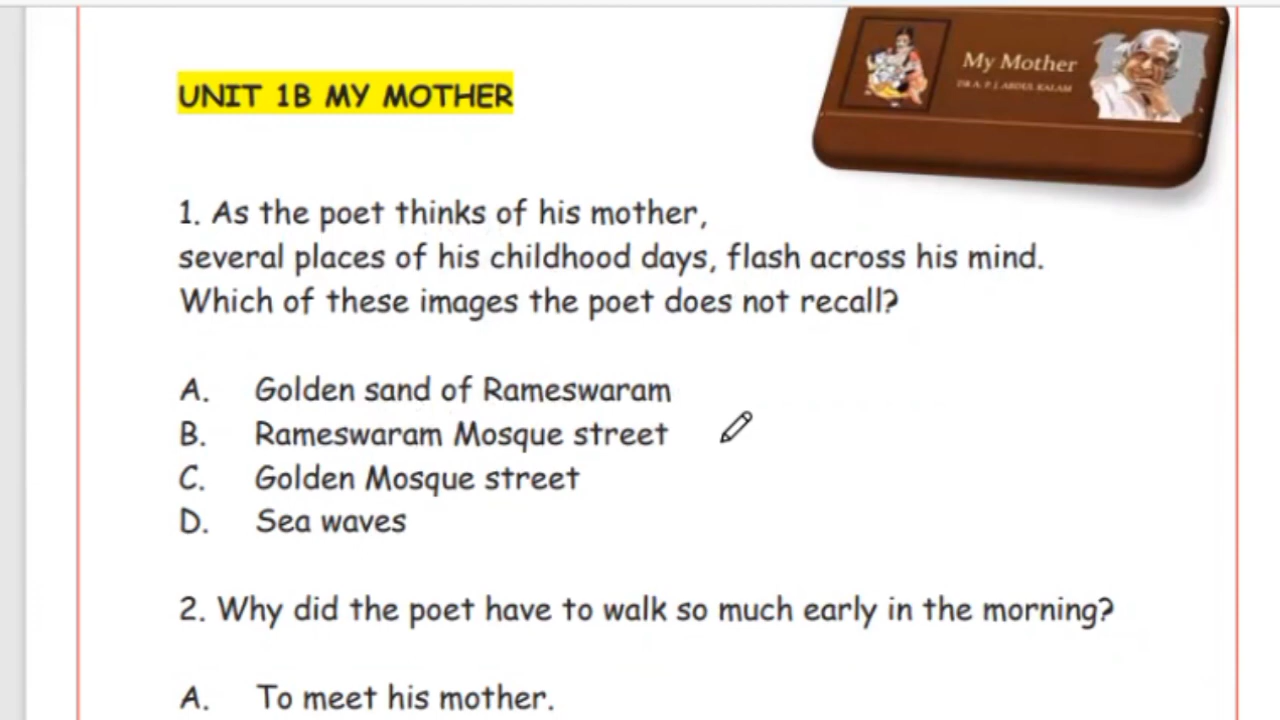 My Mother
DR A. P. J. ABDUL KALAM
UNIT 1B MY MOTHER
1. As the poet thinks of his mother,
several places of his childhood days, flash across his mind.
Which of these images the poet does not recall?
A. Golden sand of Rameswaram
B. Rameswaram Mosque street
C. Golden Mosque street
D. Sea waves
2. Why did the poet have to walk so much early in the morning?
A. To meet his mother.